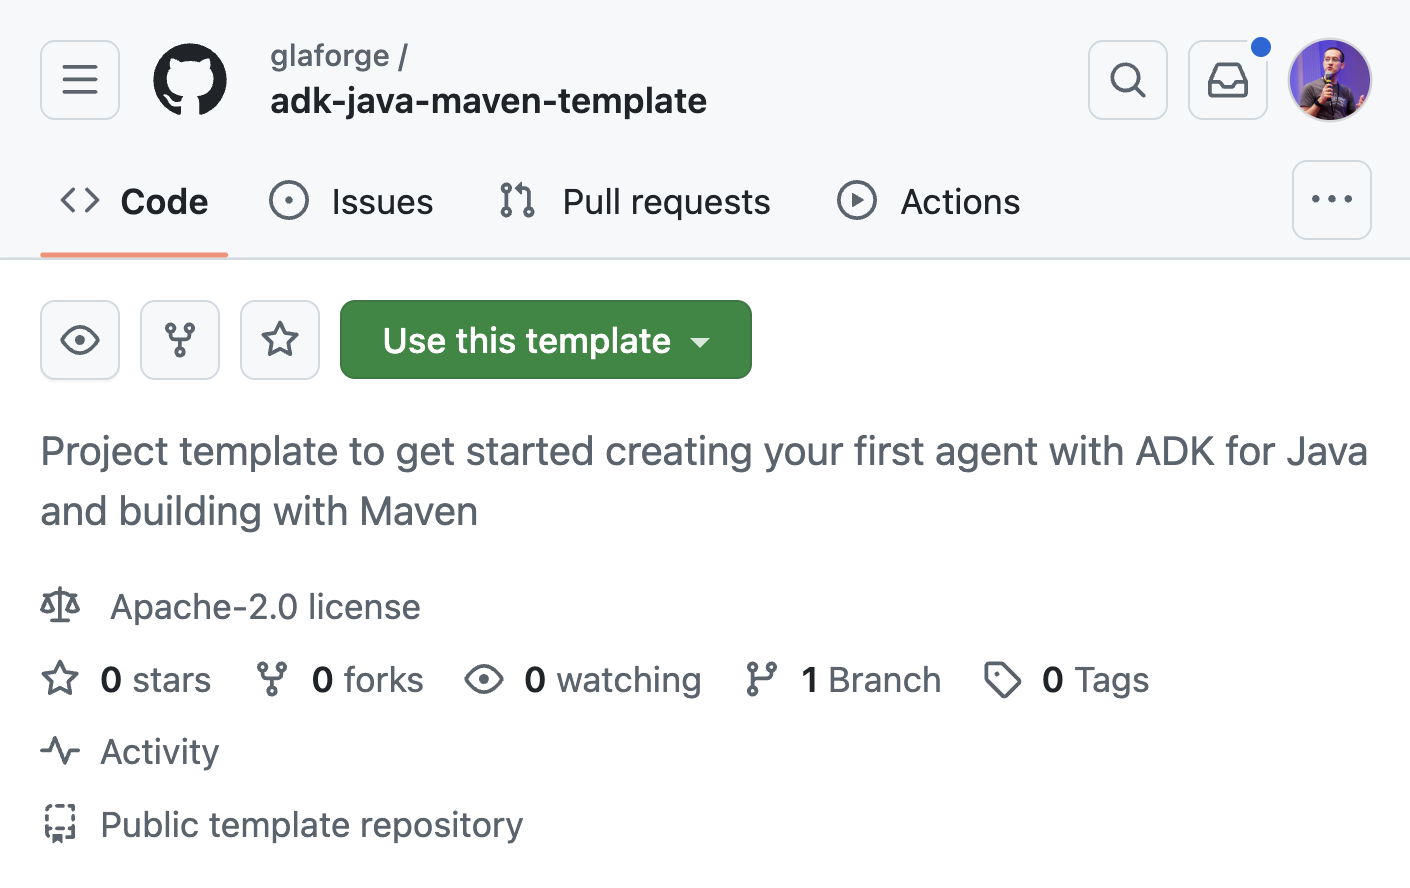 glaforge /
adk-java-maven-template
Code Issues Pull requests Actions
Use this template
Project template to get started creating your first agent with ADK for Java
and building with Maven
Apache-2.0 license
0 stars 0 forks 0 watching 1 Branch 0 Tags
Activity
Public template repository